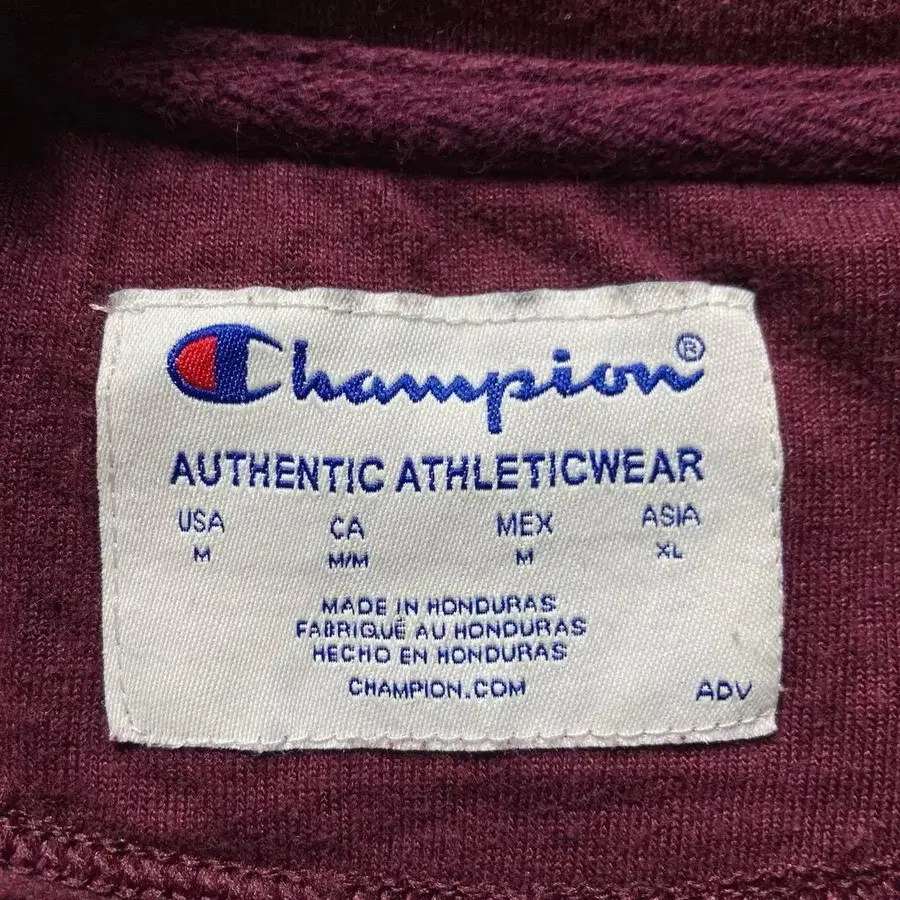 Champion®
AUTHENTIC ATHLETICWEAR
USA CA MEX ASIA
M M/M M XL
MADE IN HONDURAS
FABRIQUÉ AU HONDURAS
HECHO EN HONDURAS
CHAMPION.COM ADV